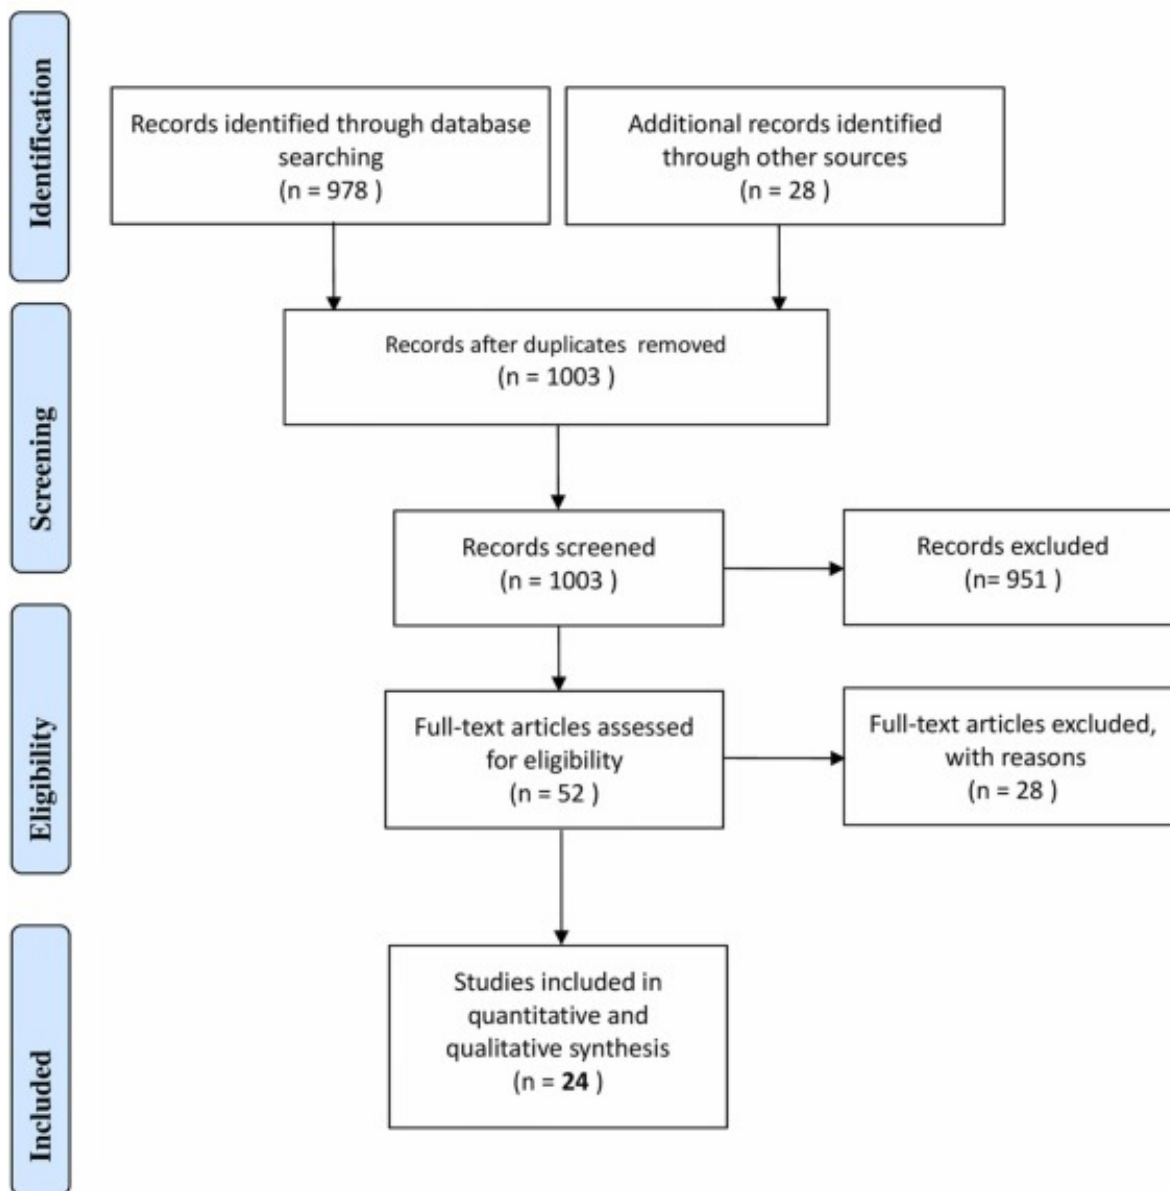 Identification
Records identified through database
searching
(n = 978 )
Additional records identified
through other sources
(n = 28 )
Screening
Records after duplicates removed
(n = 1003 )
Records screened
(n = 1003 )
Records excluded
(n= 951 )
Eligibility
Full-text articles assessed
for eligibility
(n = 52 )
Full-text articles excluded,
with reasons
(n = 28 )
Included
Studies included in
quantitative and
qualitative synthesis
(n = 24 )